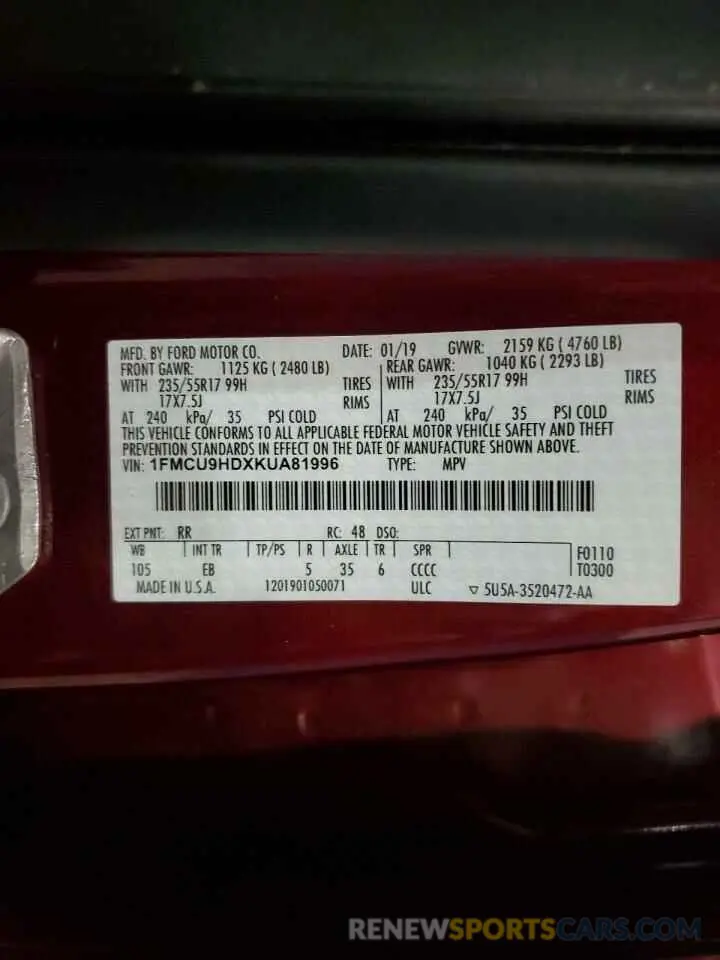 MFD. BY FORD MOTOR CO. DATE: 01/19 GVWR: 2159 KG ( 4760 LB)
FRONT GAWR: 1125 KG ( 2480 LB) REAR GAWR: 1040 KG ( 2293 LB)
WITH 235/55R17 99H TIRES WITH 235/55R17 99H TIRES
17X7.5J RIMS 17X7.5J RIMS
AT 240 kPa/ 35 PSI COLD AT 240 kPa/ 35 PSI COLD
THIS VEHICLE CONFORMS TO ALL APPLICABLE FEDERAL MOTOR VEHICLE SAFETY AND THEFT
PREVENTION STANDARDS IN EFFECT ON THE DATE OF MANUFACTURE SHOWN ABOVE.
VIN: 1FMCU9HDXKUA81996 TYPE: MPV
EXT PNT: RR RC: 48 DSO:
WB INT TR TP/PS R AXLE TR SPR F0110
105 EB 5 35 6 CCCC T0300
MADE IN U.S.A. 1201901050071 ULC ▽ 5U5A-3520472-AA
RENEWSPORTSCARS.COM